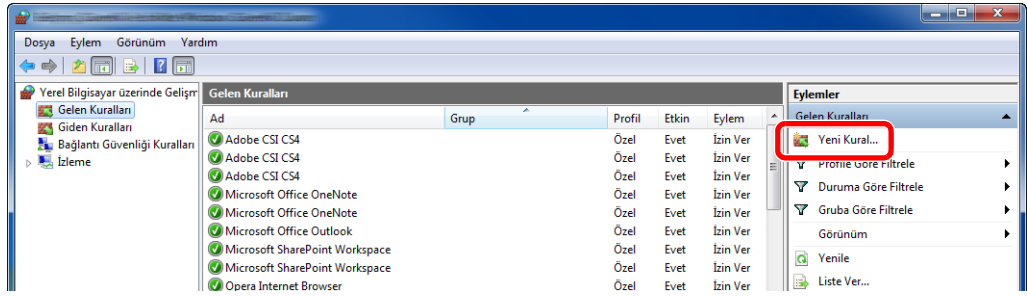 Dosya Eylem Görünüm Yardım
Yerel Bilgisayar üzerinde Gelişm
Gelen Kuralları
Giden Kuralları
Bağlantı Güvenliği Kuralları
İzleme
Gelen Kuralları
Ad Grup Profil Etkin Eylem
Adobe CSI CS4 Özel Evet İzin Ver
Adobe CSI CS4 Özel Evet İzin Ver
Adobe CSI CS4 Özel Evet İzin Ver
Microsoft Office OneNote Özel Evet İzin Ver
Microsoft Office OneNote Özel Evet İzin Ver
Microsoft Office Outlook Özel Evet İzin Ver
Microsoft SharePoint Workspace Özel Evet İzin Ver
Microsoft SharePoint Workspace Özel Evet İzin Ver
Opera Internet Browser Özel Evet İzin Ver
Eylemler
Gelen Kuralları
Yeni Kural...
Profile Göre Filtrele
Duruma Göre Filtrele
Gruba Göre Filtrele
Görünüm
Yenile
Liste Ver...